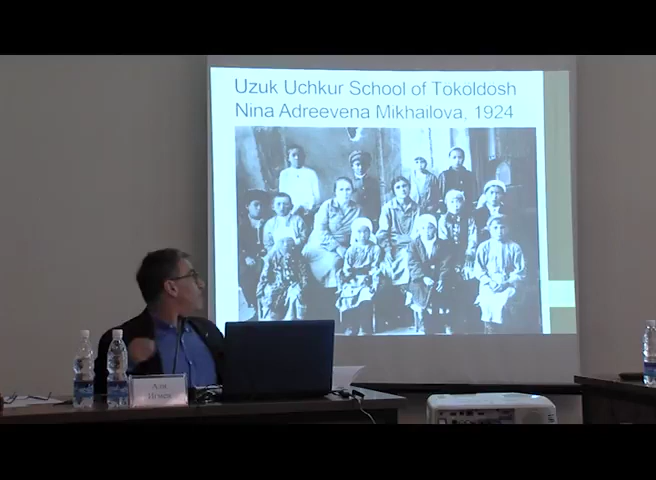 Uzuk Uchkur School of Tokoldosh
Nina Adreevena Mikhailova, 1924